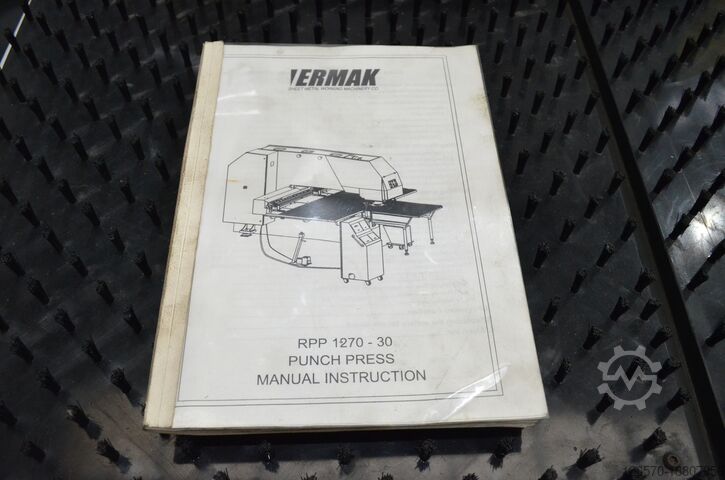 ERMAK
SHEET METAL WORKING MACHINERY CO.
RPP 1270 - 30
PUNCH PRESS
MANUAL INSTRUCTION